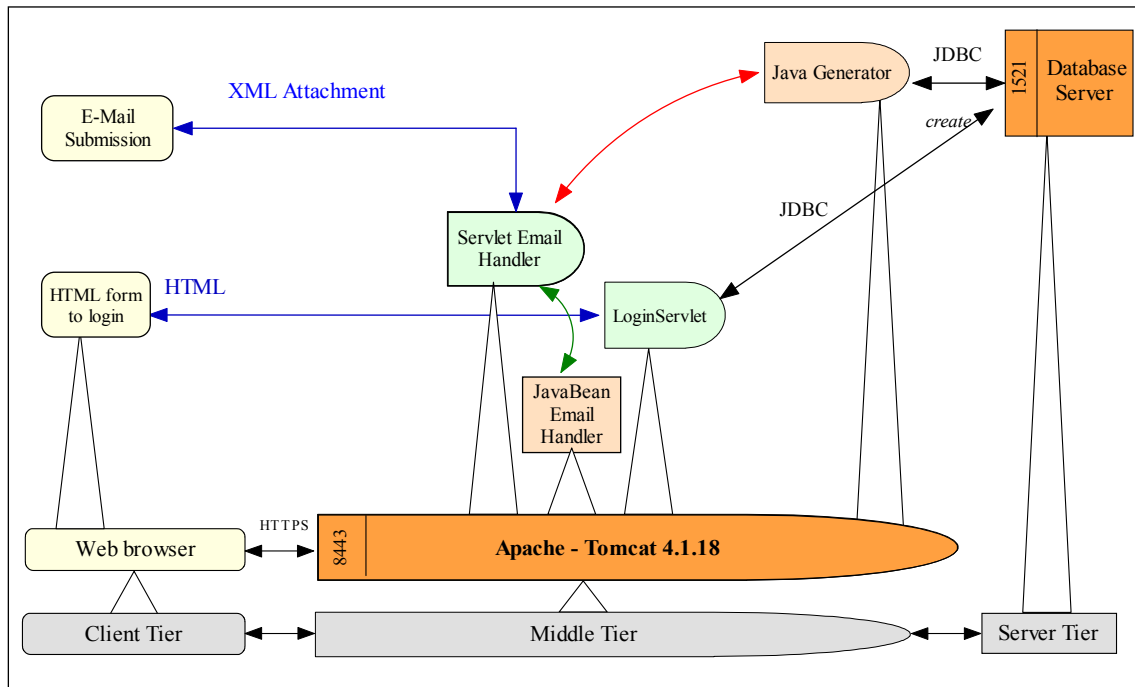 Java Generator
JDBC
1521
Database
Server
XML Attachment
E-Mail
Submission
create
JDBC
Servlet Email
Handler
HTML form
to login
HTML
LoginServlet
JavaBean
Email
Handler
Web browser
HTTPS
8443
Apache - Tomcat 4.1.18
Client Tier
Middle Tier
Server Tier